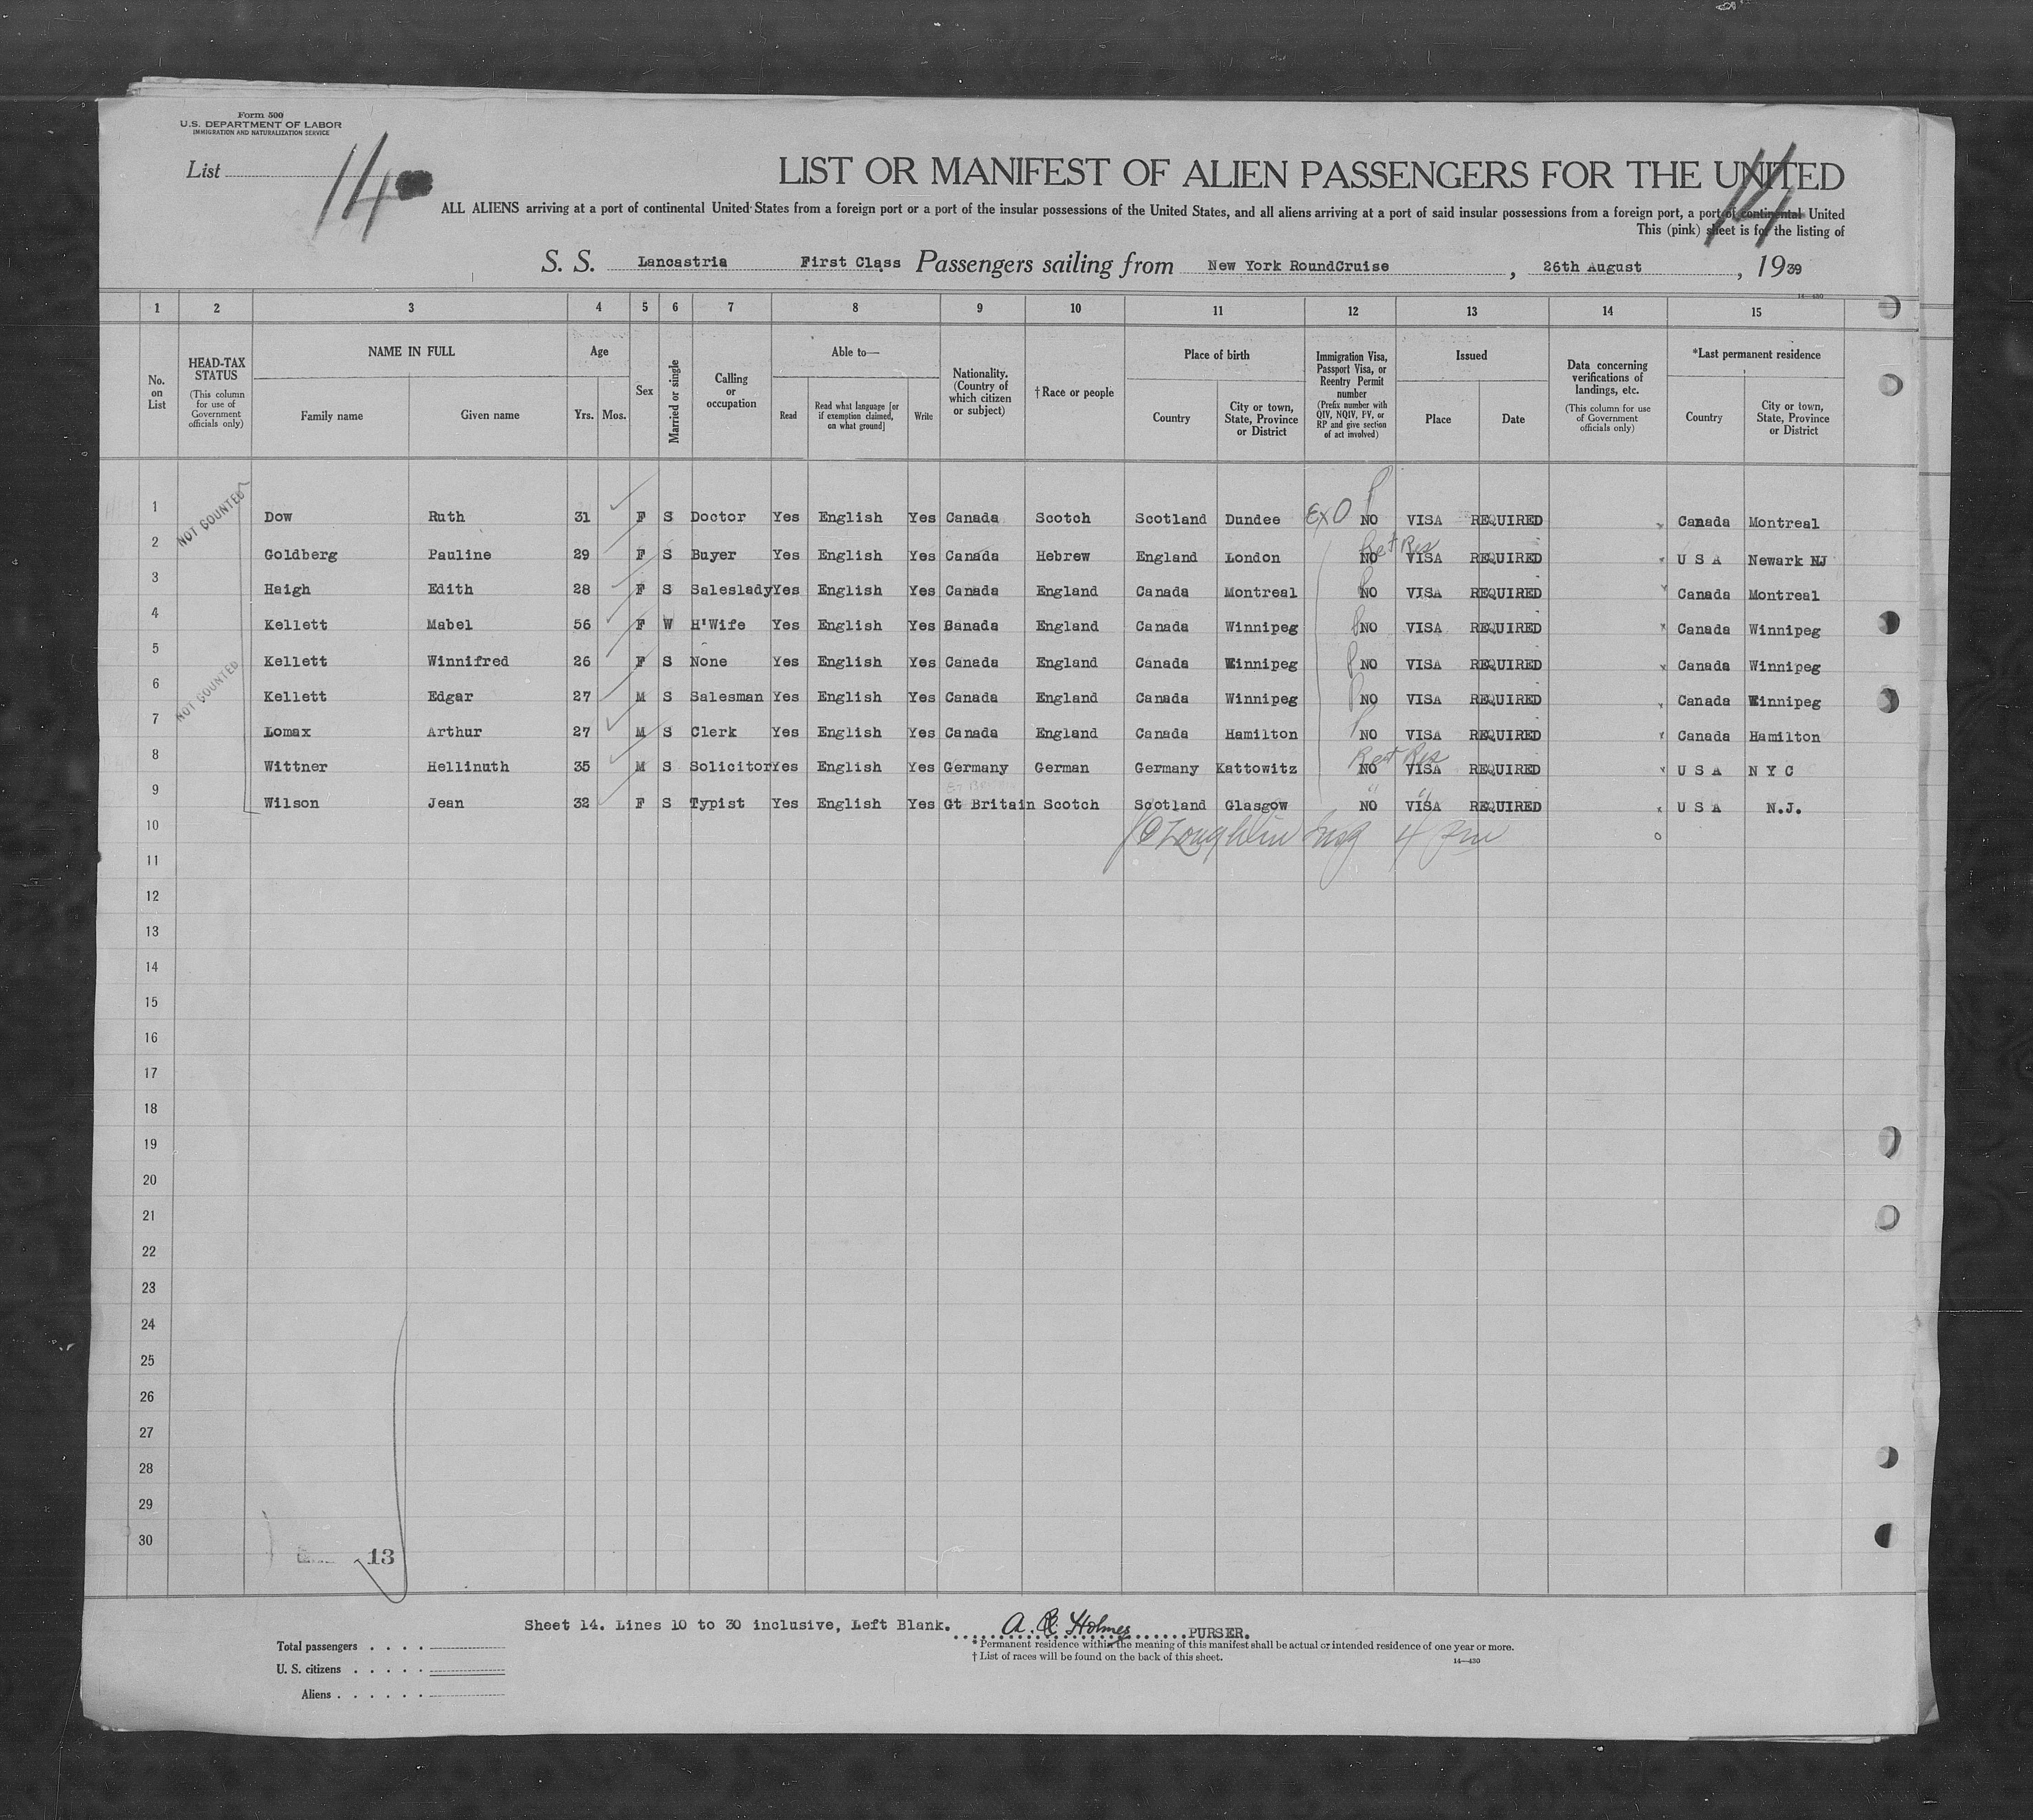 Form 500
U.S. DEPARTMENT OF LABOR
IMMIGRATION AND NATURALIZATION SERVICE
List 14
14
LIST OR MANIFEST OF ALIEN PASSENGERS FOR THE UNITED
ALL ALIENS arriving at a port of continental United States from a foreign port or a port of the insular possessions of the United States, and all aliens arriving at a port of said insular possessions from a foreign port, a port of continental United
This (pink) sheet is for the listing of
S. S. Lancastria First Class Passengers sailing from New York RoundCruise , 26th August , 1939
14—430
1 2 3 4 5 6 7 8 9 10 11 12 13 14 15
No. on List
HEAD-TAX STATUS (This column for use of Government officials only)
NAME IN FULL
Family name Given name
Age
Yrs. Mos.
Sex
Married or single
Calling or occupation
Able to—
Read
Read what language [or if exemption claimed, on what ground]
Write
Nationality. (Country of which citizen or subject)
† Race or people
Place of birth
Country
City or town, State, Province or District
Immigration Visa, Passport Visa, or Reentry Permit number (Prefix number with QIV, NQIV, PV, or RP and give section of act involved)
Issued
Place Date
Data concerning verifications of landings, etc. (This column for use of Government officials only)
*Last permanent residence
Country
City or town, State, Province or District
NOT COUNTED
1 Dow Ruth 31 F S Doctor Yes English Yes Canada Scotch Scotland Dundee ExO NO VISA REQUIRED Canada Montreal
2 Goldberg Pauline 29 F S Buyer Yes English Yes Canada Hebrew England London Ret Res NO VISA REQUIRED U S A Newark NJ
3 Haigh Edith 28 F S Saleslady Yes English Yes Canada England Canada Montreal NO VISA REQUIRED Canada Montreal
4 Kellett Mabel 56 F W H'Wife Yes English Yes Banada England Canada Winnipeg NO VISA REQUIRED Canada Winnipeg
5 Kellett Winnifred 26 F S None Yes English Yes Canada England Canada Winnipeg NO VISA REQUIRED Canada Winnipeg
NOT COUNTED
6 Kellett Edgar 27 M S Salesman Yes English Yes Canada England Canada Winnipeg NO VISA REQUIRED Canada Winnipeg
7 Lomax Arthur 27 M S Clerk Yes English Yes Canada England Canada Hamilton NO VISA REQUIRED Canada Hamilton
8 Wittner Hellinuth 35 M S Solicitor Yes English Yes Germany German Germany Kattowitz Ret Res NO VISA REQUIRED U S A N Y C
9 Wilson Jean 32 F S Typist Yes English Yes Gt Britain Scotch Scotland Glasgow " " NO VISA REQUIRED U S A N.J.
10
11
12
13
14
15
16
17
18
19
20
21
22
23
24
25
26
27
28
29
30
13
Sheet 14. Lines 10 to 30 inclusive, Left Blank. A. R. Holmes PURSER.
Total passengers
U. S. citizens
Aliens
* Permanent residence within the meaning of this manifest shall be actual or intended residence of one year or more.
† List of races will be found on the back of this sheet.
14—430